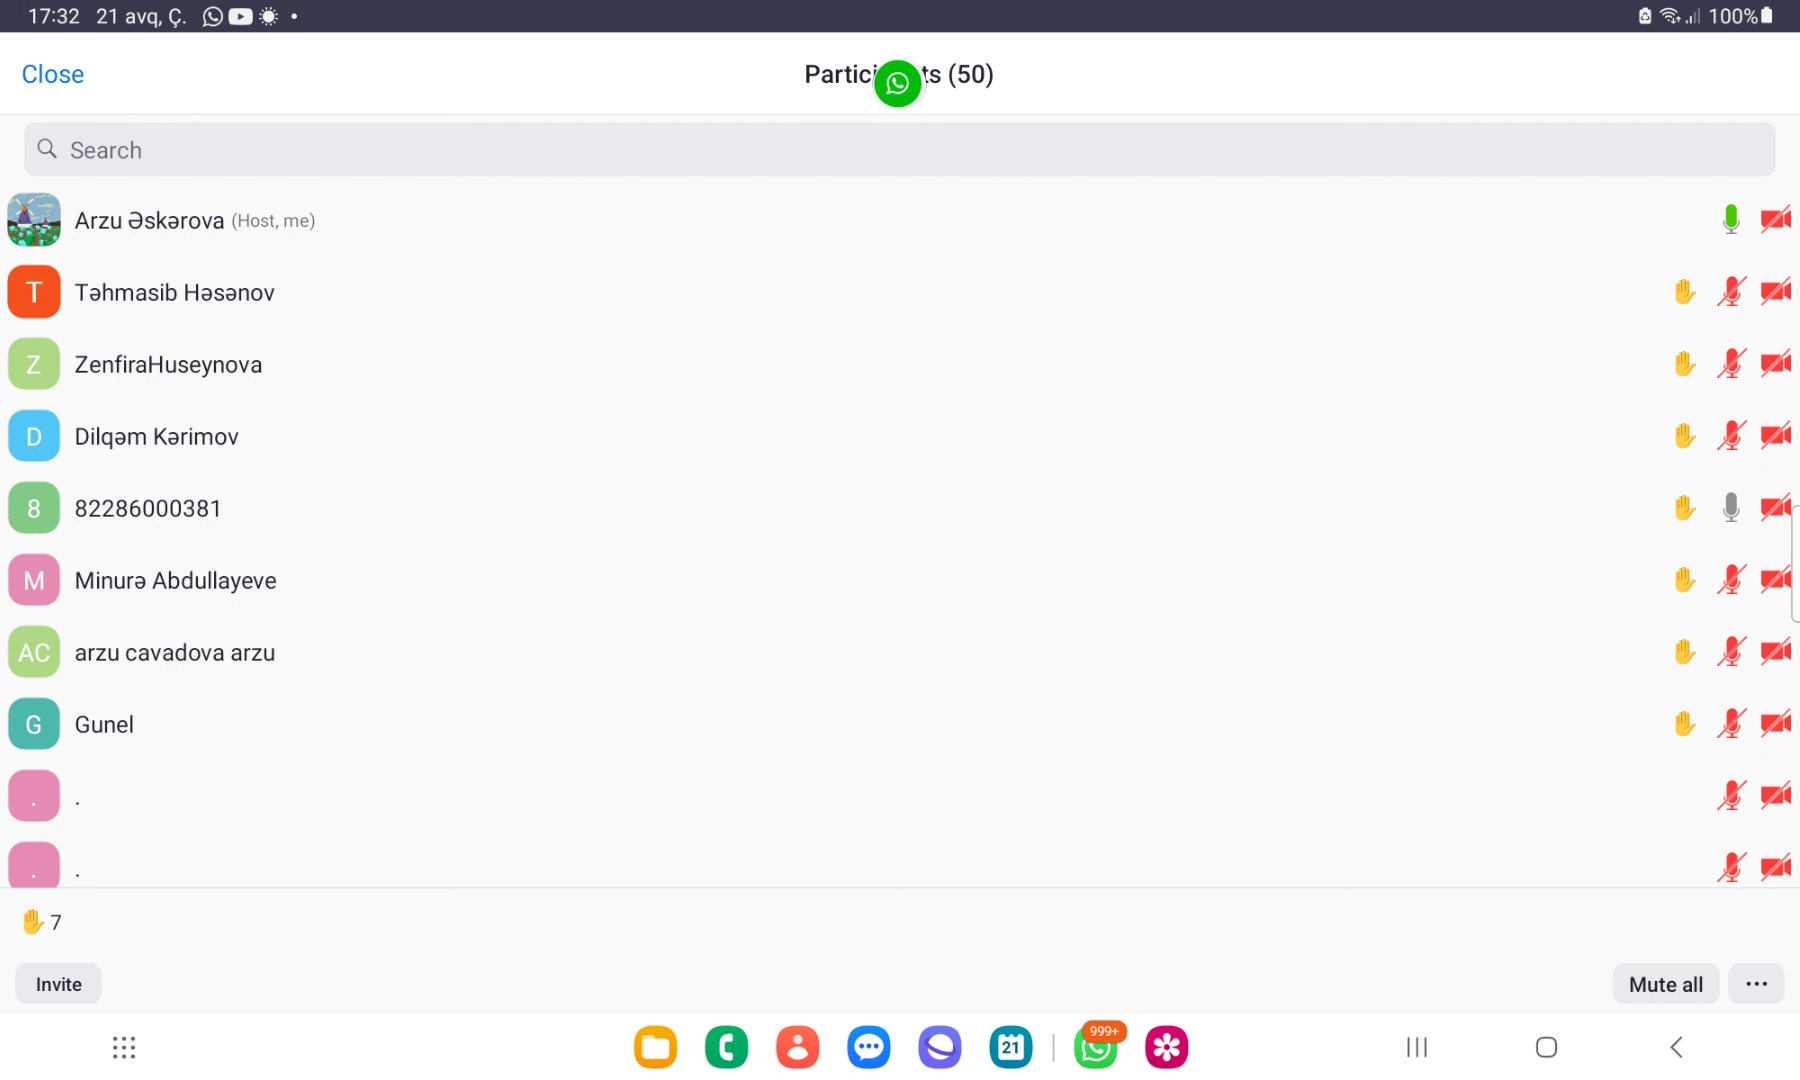 17:32 21 avq, Ç. 100%
Close
Partici ts (50)
Search
Arzu Əskərova (Host, me)
T Təhmasib Həsənov
Z ZenfiraHuseynova
D Dilqəm Kərimov
8 82286000381
M Minurə Abdullayeve
AC arzu cavadova arzu
G Gunel
. .
. .
7
Invite
Mute all
21
999+